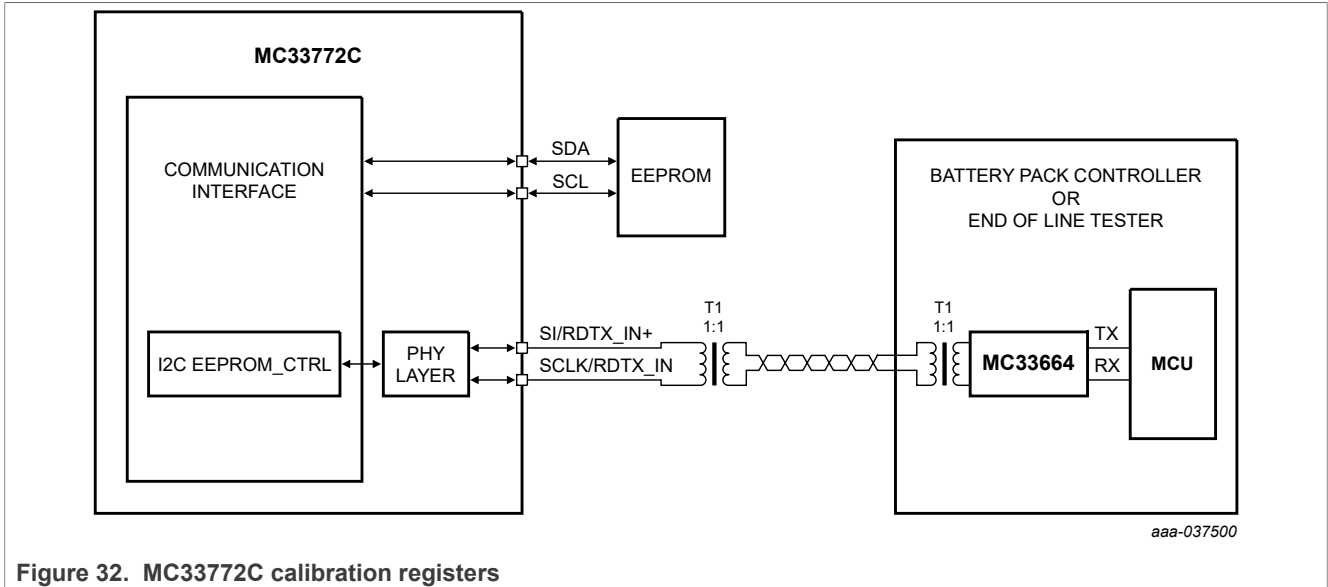 MC33772C
COMMUNICATION
INTERFACE
SDA
SCL
EEPROM
I2C EEPROM_CTRL
PHY
LAYER
SI/RDTX_IN+
SCLK/RDTX_IN
T1
1:1
BATTERY PACK CONTROLLER
OR
END OF LINE TESTER
T1
1:1
MC33664
TX
RX
MCU
aaa-037500
Figure 32. MC33772C calibration registers